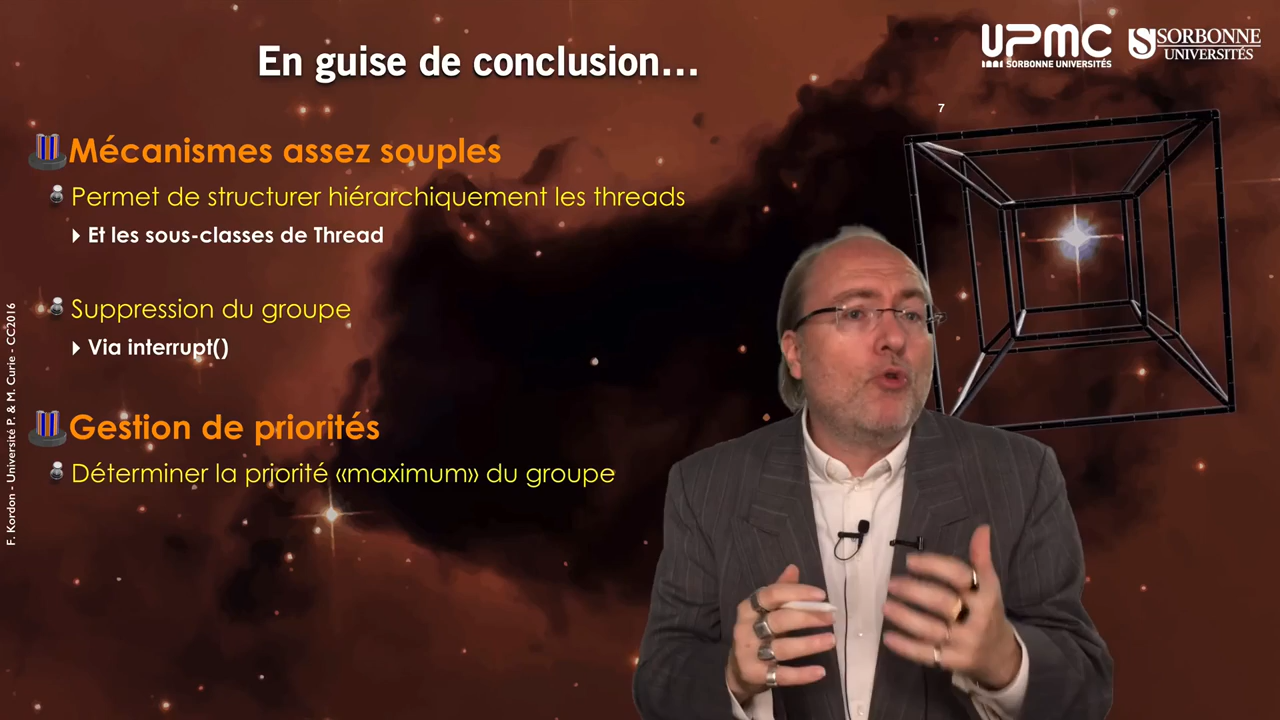 En guise de conclusion...
UPMC
SORBONNE UNIVERSITÉS
SORBONNE
UNIVERSITÉS
7
Mécanismes assez souples
Permet de structurer hiérarchiquement les threads
Et les sous-classes de Thread
Suppression du groupe
Via interrupt()
Gestion de priorités
Déterminer la priorité «maximum» du groupe
F. Kordon - Université P. & M. Curie - CC2016